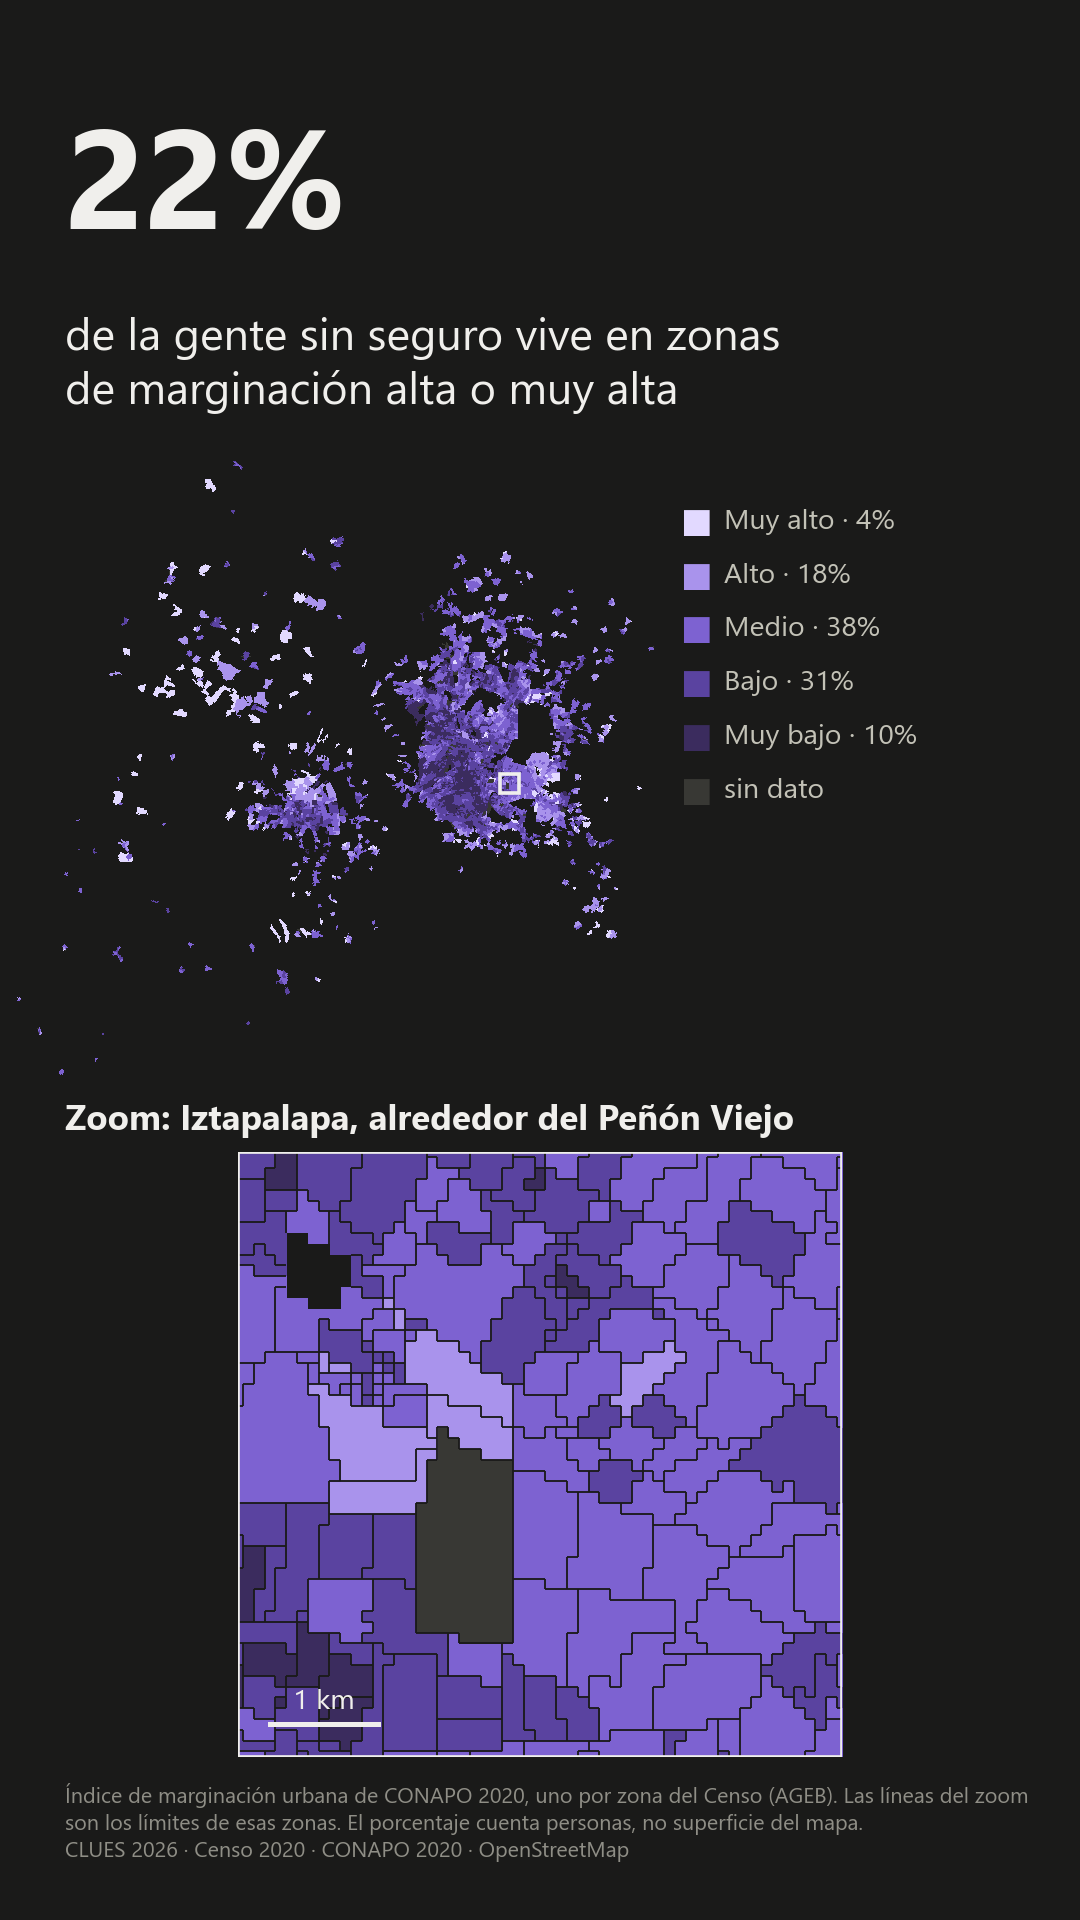 22%
de la gente sin seguro vive en zonas
de marginación alta o muy alta
Muy alto · 4%
Alto · 18%
Medio · 38%
Bajo · 31%
Muy bajo · 10%
sin dato
Zoom: Iztapalapa, alrededor del Peñón Viejo
1 km
Índice de marginación urbana de CONAPO 2020, uno por zona del Censo (AGEB). Las líneas del zoom
son los límites de esas zonas. El porcentaje cuenta personas, no superficie del mapa.
CLUES 2026 · Censo 2020 · CONAPO 2020 · OpenStreetMap